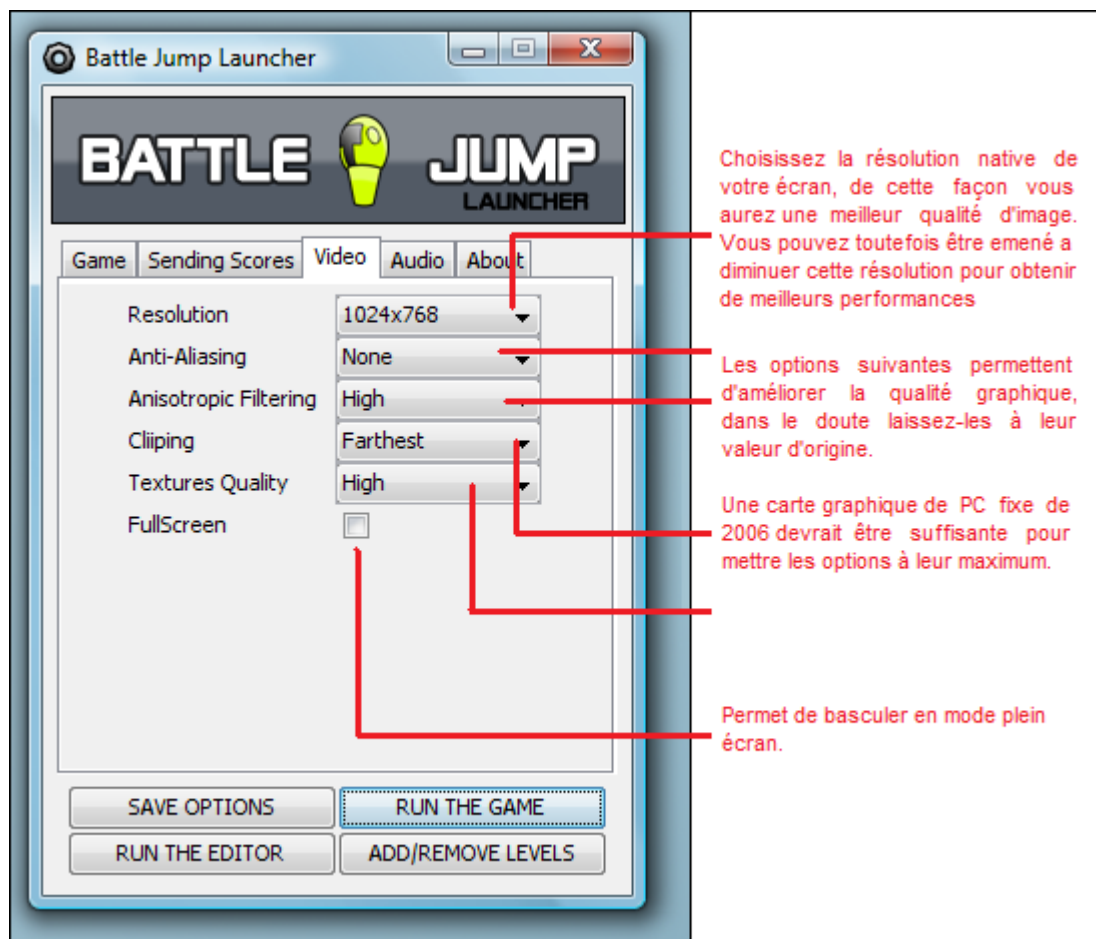 Battle Jump Launcher
BATTLE JUMP
LAUNCHER
Game Sending Scores Video Audio About
Resolution 1024x768
Anti-Aliasing None
Anisotropic Filtering High
Cliiping Farthest
Textures Quality High
FullScreen
SAVE OPTIONS RUN THE GAME
RUN THE EDITOR ADD/REMOVE LEVELS
Choisissez la résolution native de
votre écran, de cette façon vous
aurez une meilleur qualité d'image.
Vous pouvez toutefois être emené a
diminuer cette résolution pour obtenir
de meilleurs performances
Les options suivantes permettent
d'améliorer la qualité graphique,
dans le doute laissez-les à leur
valeur d'origine.
Une carte graphique de PC fixe de
2006 devrait être suffisante pour
mettre les options à leur maximum.
Permet de basculer en mode plein
écran.